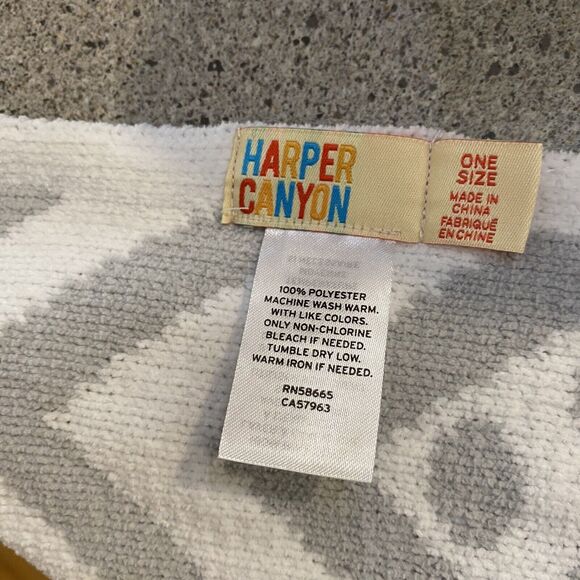 HARPER
CANYON
ONE
SIZE
MADE IN
CHINA
FABRIQUÉ
EN CHINE
100% POLYESTER
MACHINE WASH WARM.
WITH LIKE COLORS.
ONLY NON-CHLORINE
BLEACH IF NEEDED.
TUMBLE DRY LOW.
WARM IRON IF NEEDED.
RN58665
CA57963